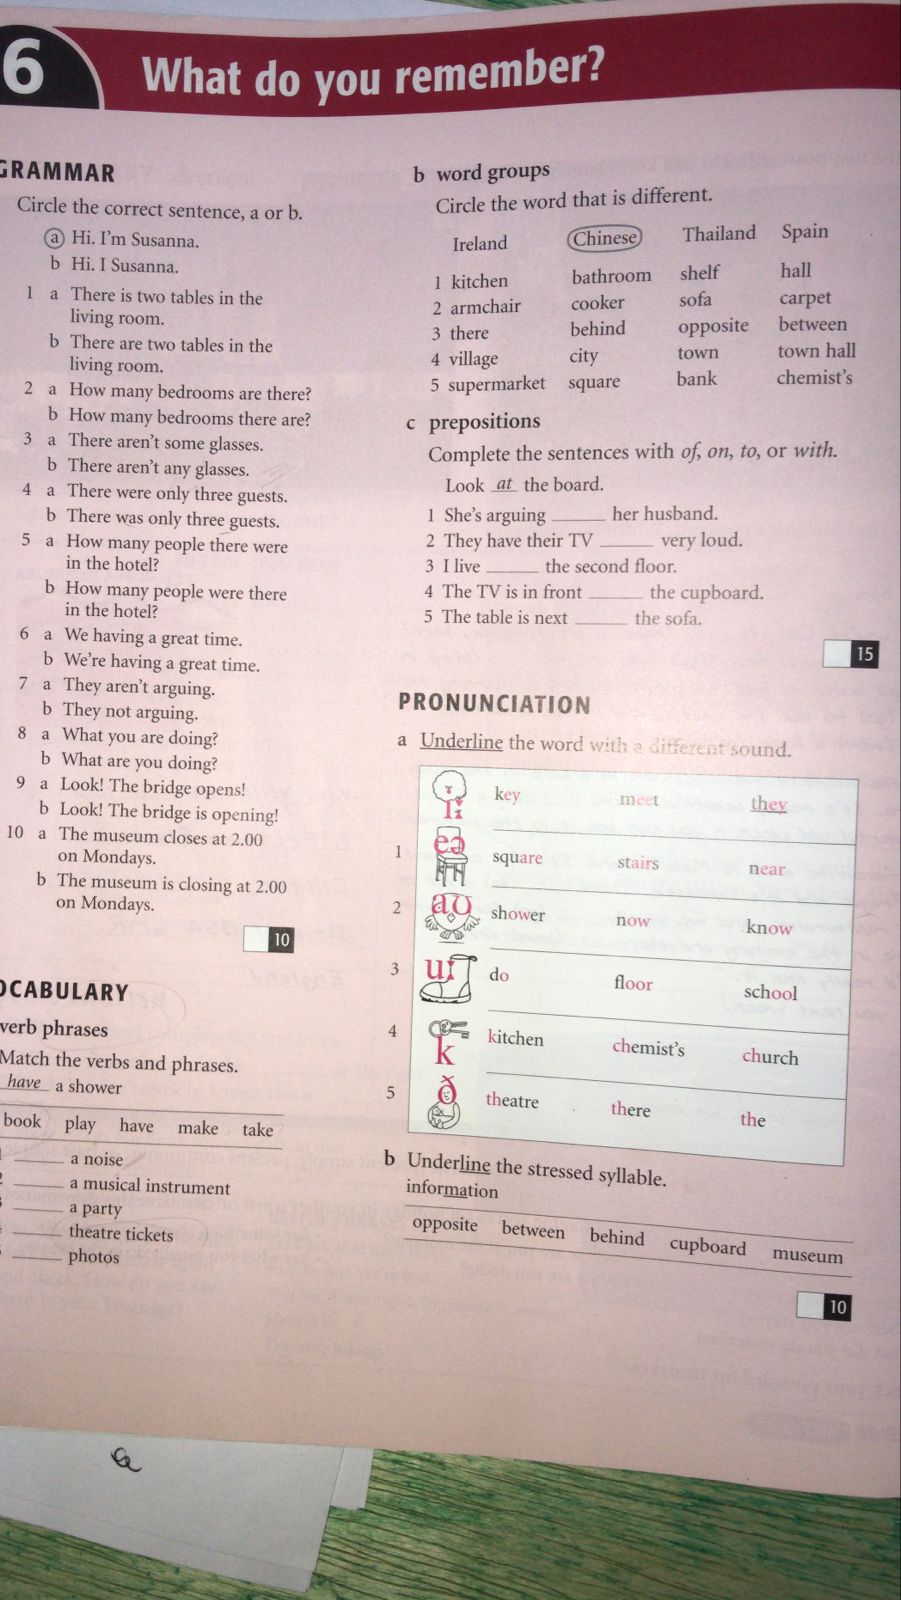 6
What do you remember?
GRAMMAR
Circle the correct sentence, a or b.
a Hi. I'm Susanna.
b Hi. I Susanna.
1 a There is two tables in the
living room.
b There are two tables in the
living room.
2 a How many bedrooms are there?
b How many bedrooms there are?
3 a There aren't some glasses.
b There aren't any glasses.
4 a There were only three guests.
b There was only three guests.
5 a How many people there were
in the hotel?
b How many people were there
in the hotel?
6 a We having a great time.
b We're having a great time.
7 a They aren't arguing.
b They not arguing.
8 a What you are doing?
b What are you doing?
9 a Look! The bridge opens!
b Look! The bridge is opening!
10 a The museum closes at 2.00
on Mondays.
b The museum is closing at 2.00
on Mondays.
10
OCABULARY
verb phrases
Match the verbs and phrases.
have a shower
book play have make take
a noise
a musical instrument
a party
theatre tickets
photos
b word groups
Circle the word that is different.
Ireland Chinese Thailand Spain
1 kitchen bathroom shelf hall
2 armchair cooker sofa carpet
3 there behind opposite between
4 village city town town hall
5 supermarket square bank chemist's
c prepositions
Complete the sentences with of, on, to, or with.
Look at the board.
1 She's arguing ______ her husband.
2 They have their TV ______ very loud.
3 I live ______ the second floor.
4 The TV is in front ______ the cupboard.
5 The table is next ______ the sofa.
15
PRONUNCIATION
a Underline the word with a different sound.
iː key meet they
1 eə square stairs near
2 aʊ shower now know
3 uː do floor school
4 k kitchen chemist's church
5 ð theatre there the
b Underline the stressed syllable.
information
opposite between behind cupboard museum
10